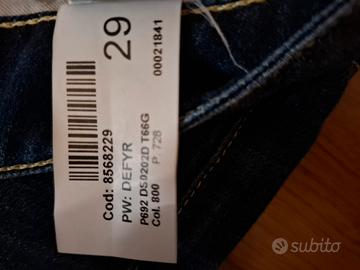 29
00021841
Cod: 8568229
PW: DEFYR
P692 DS0202D T66G
Col. 800 P. 728
subito